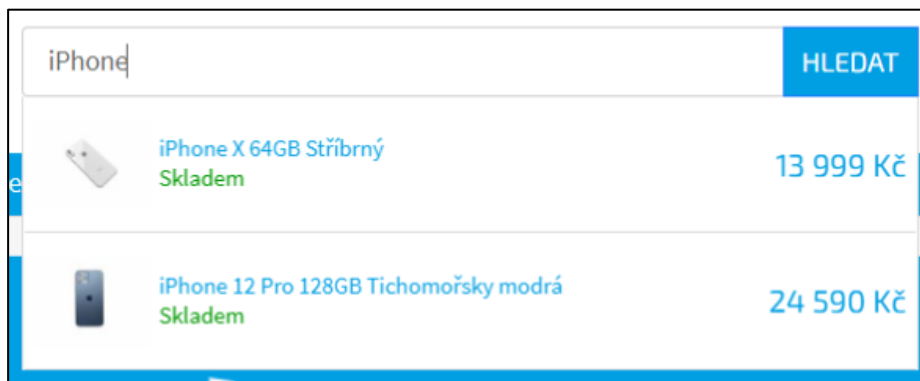 iPhone
HLEDAT
iPhone X 64GB Stříbrný
Skladem
13 999 Kč
iPhone 12 Pro 128GB Tichomořsky modrá
Skladem
24 590 Kč